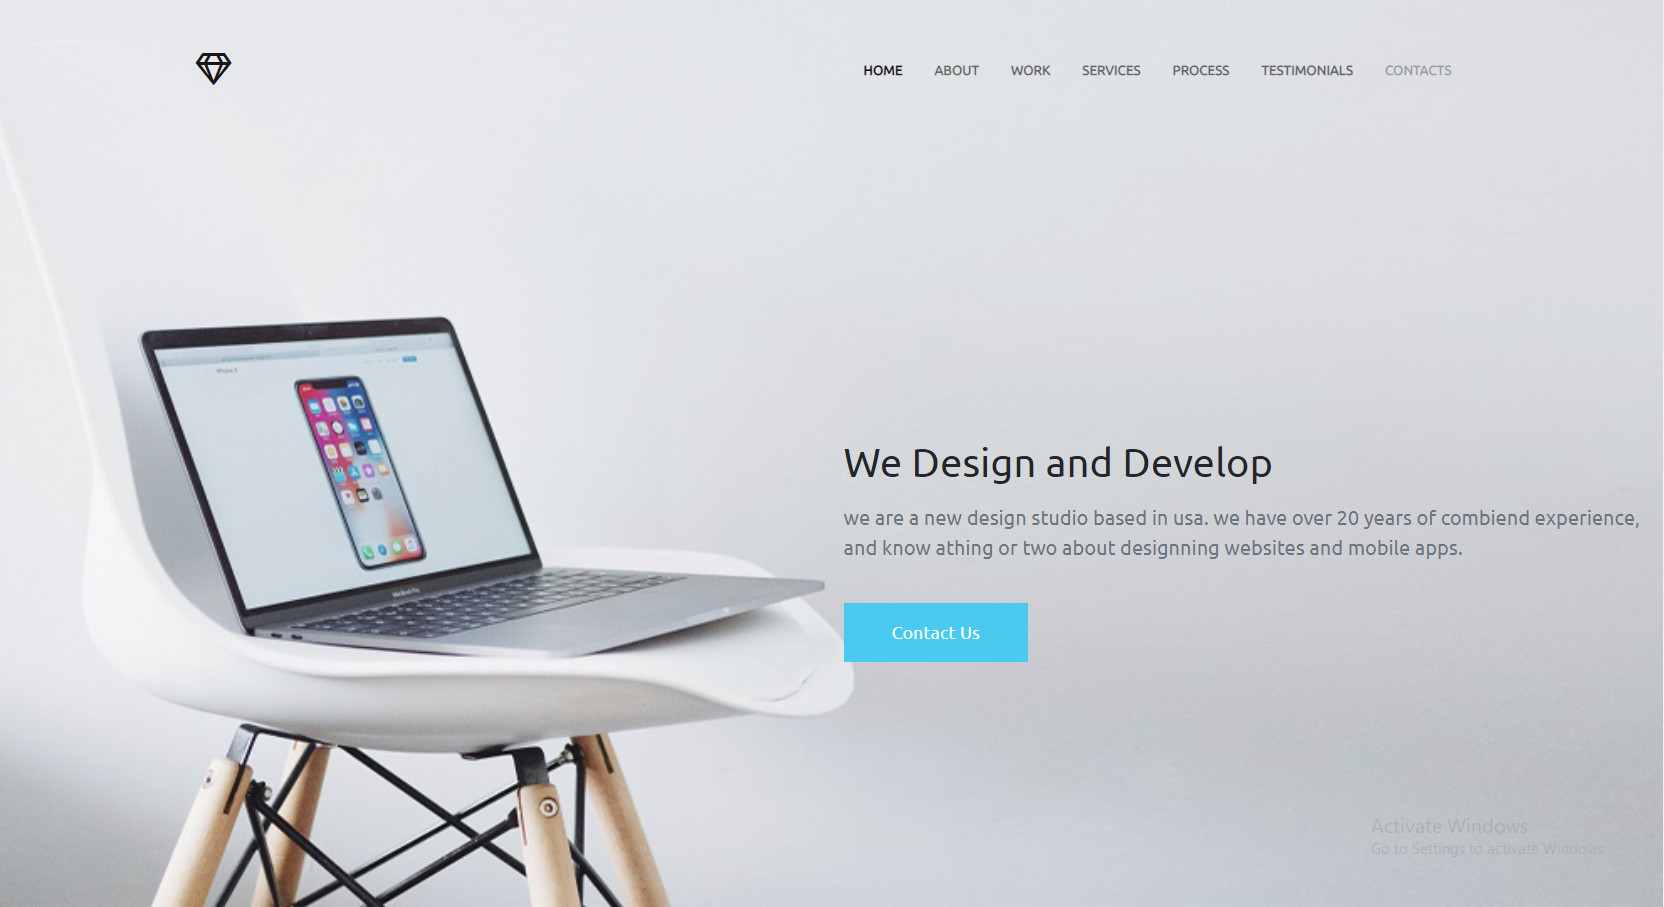 HOME ABOUT WORK SERVICES PROCESS TESTIMONIALS CONTACTS
We Design and Develop
we are a new design studio based in usa. we have over 20 years of combiend experience,
and know athing or two about designning websites and mobile apps.
Contact Us
Activate Windows
Go to Settings to activate Windows.